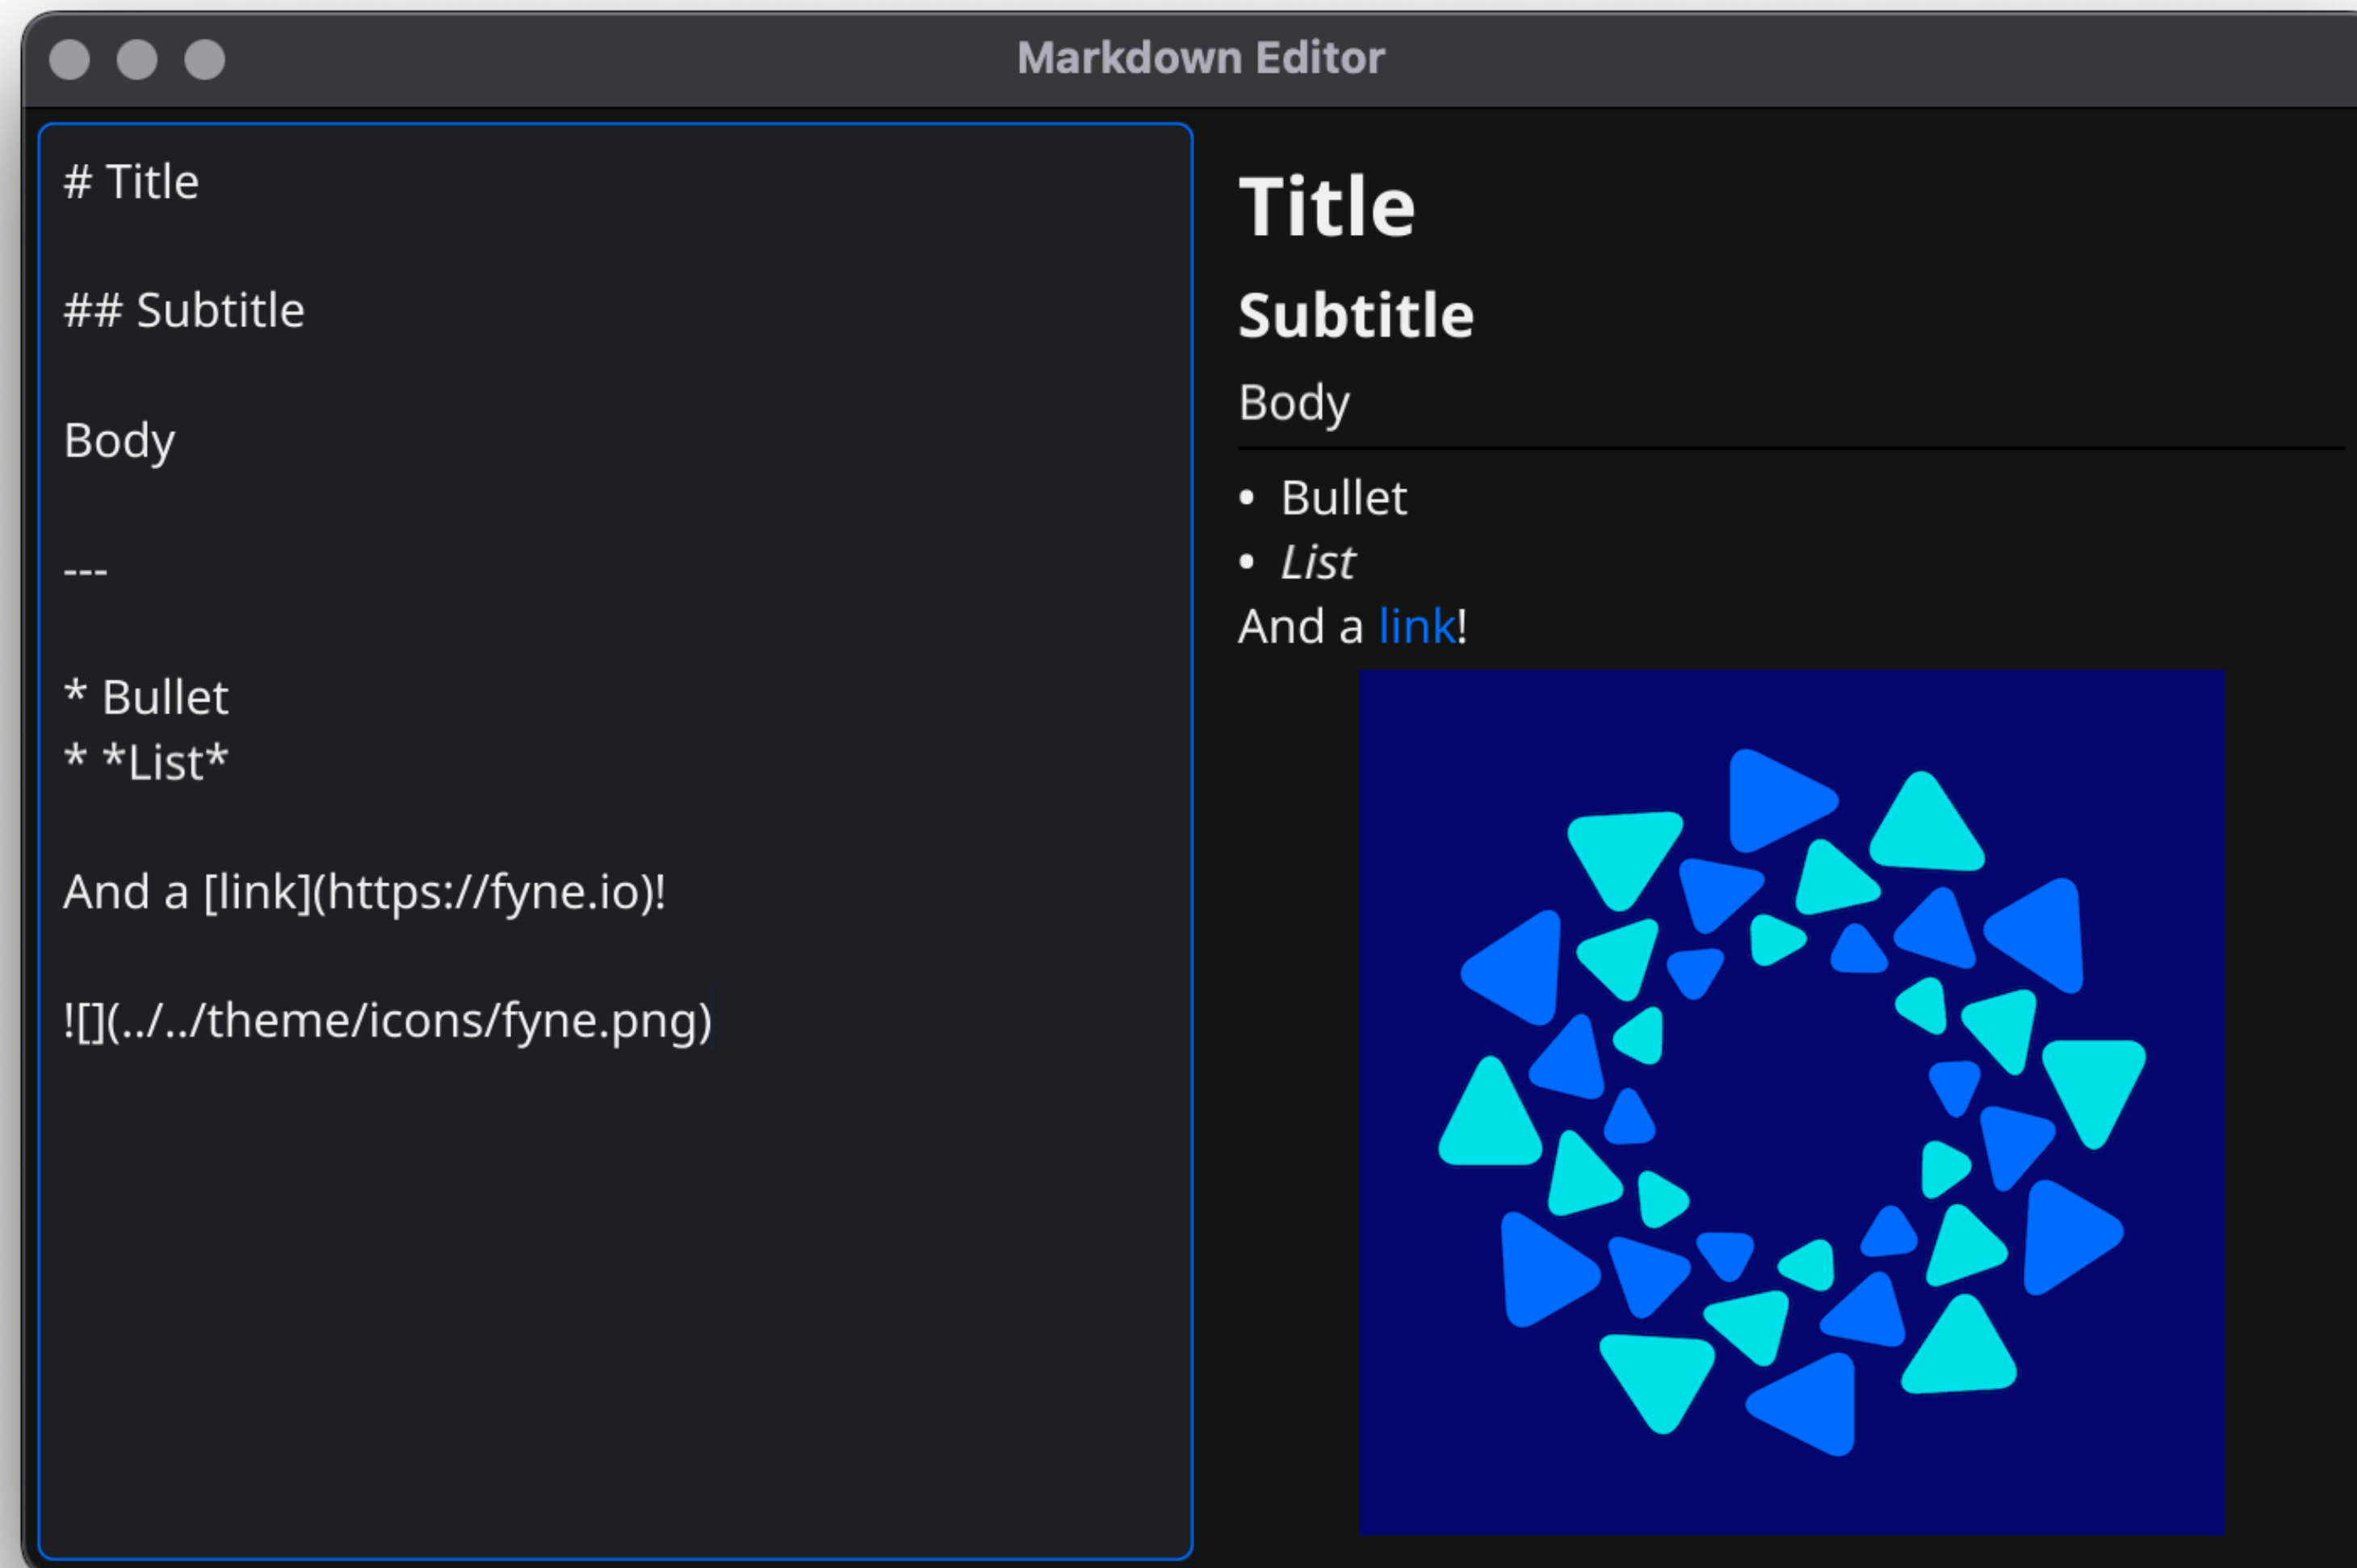 Markdown Editor
# Title
## Subtitle
Body
---
* Bullet
* *List*
And a [link](https://fyne.io)!
![](../../theme/icons/fyne.png)
Title
Subtitle
Body
• Bullet
• List
And a link!